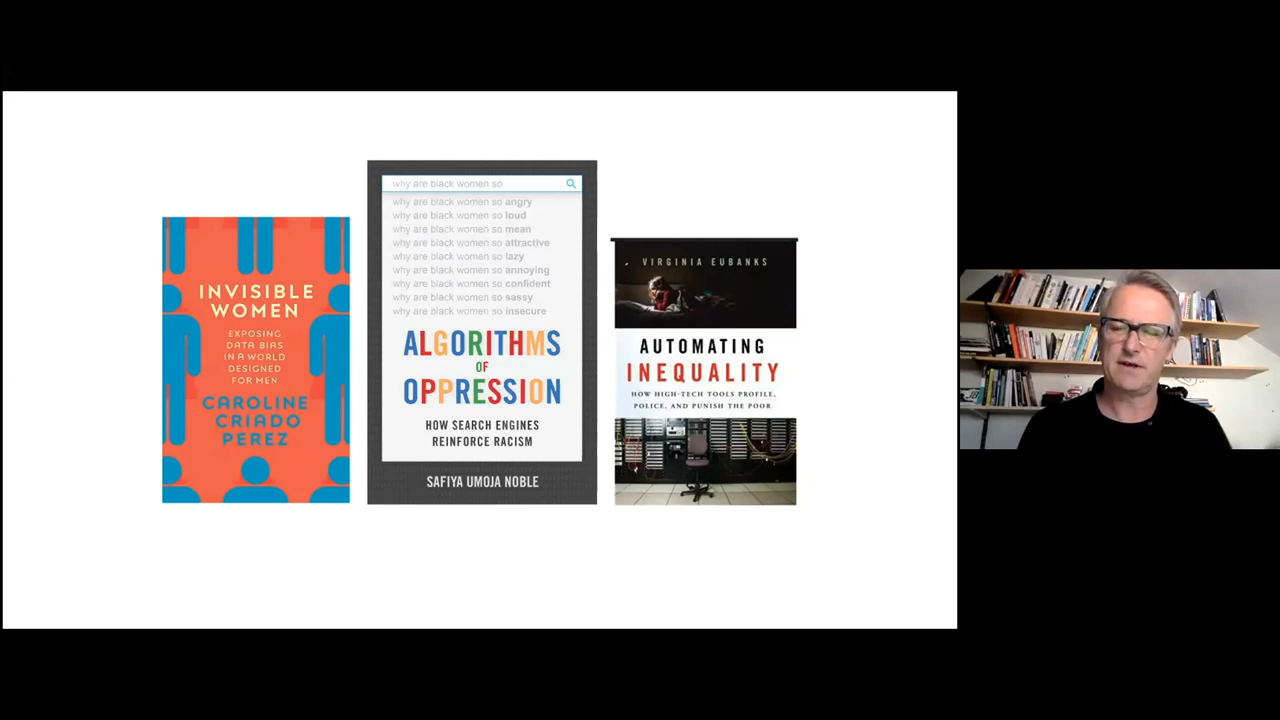 INVISIBLE
WOMEN
EXPOSING
DATA BIAS
IN A WORLD
DESIGNED
FOR MEN
CAROLINE
CRIADO
PEREZ
why are black women so
why are black women so angry
why are black women so loud
why are black women so mean
why are black women so attractive
why are black women so lazy
why are black women so annoying
why are black women so confident
why are black women so sassy
why are black women so insecure
ALGORITHMS
OF
OPPRESSION
HOW SEARCH ENGINES
REINFORCE RACISM
SAFIYA UMOJA NOBLE
VIRGINIA EUBANKS
AUTOMATING
INEQUALITY
HOW HIGH-TECH TOOLS PROFILE,
POLICE, AND PUNISH THE POOR